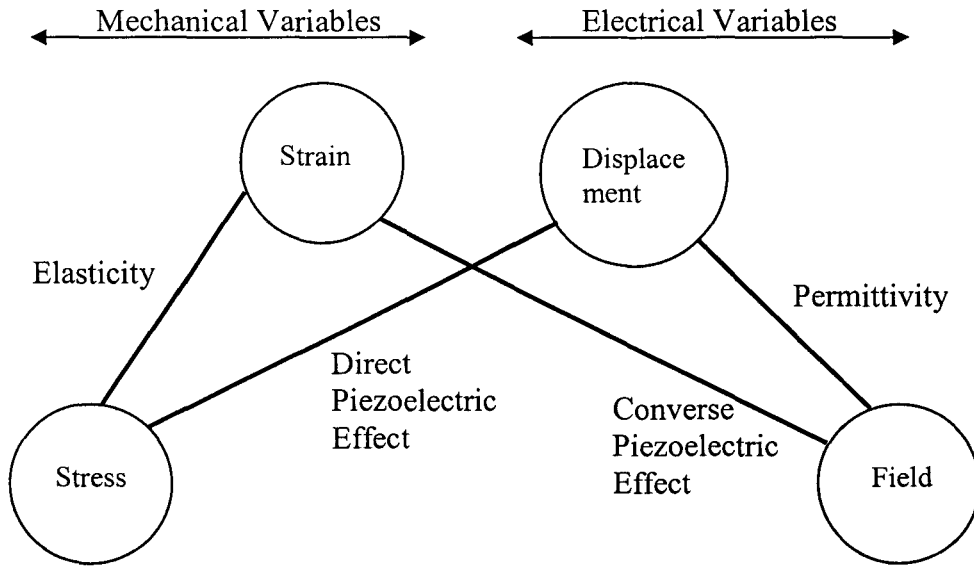 Mechanical Variables
Electrical Variables
Strain
Displace
ment
Elasticity
Permittivity
Direct
Piezoelectric
Effect
Converse
Piezoelectric
Effect
Stress
Field